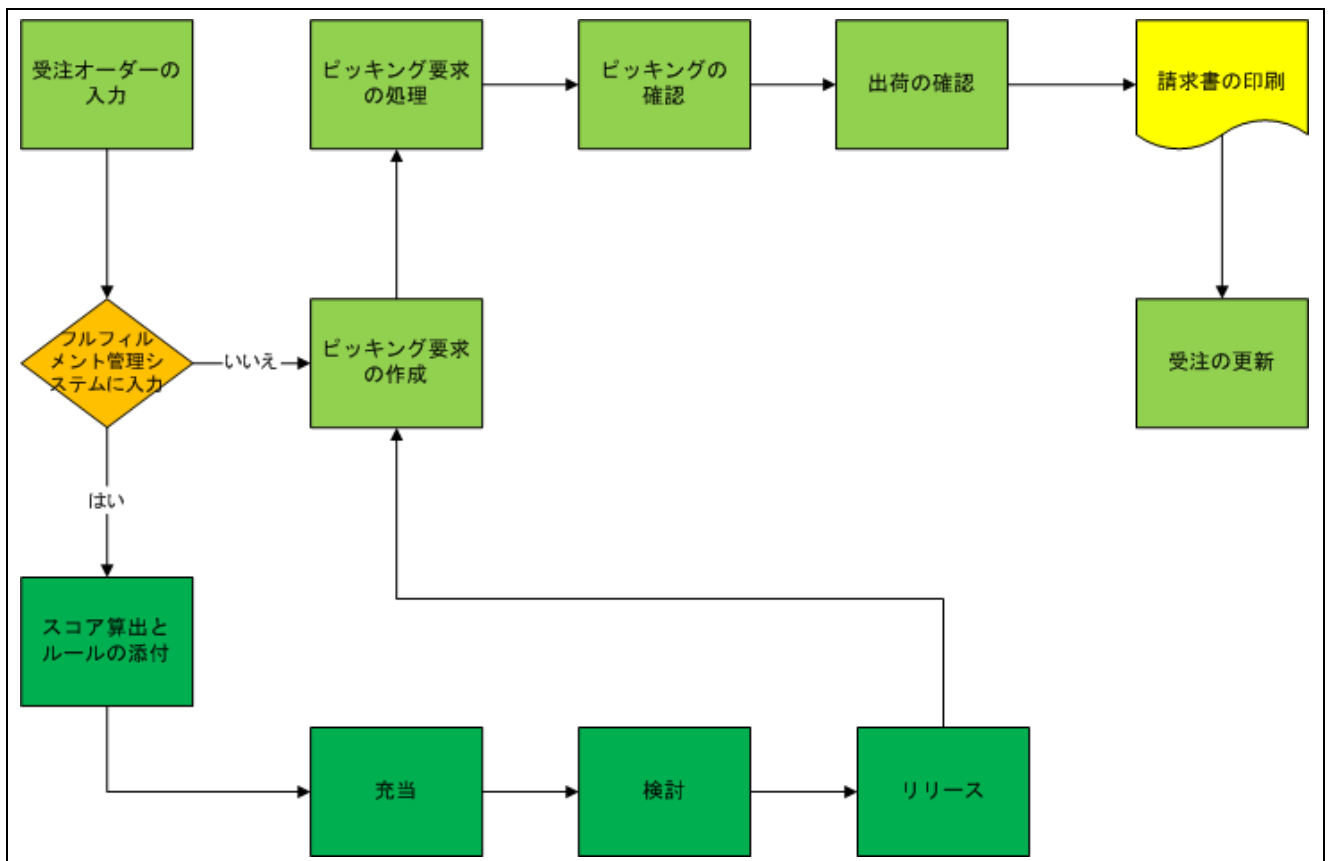 受注オーダーの
入力
ピッキング要求
の処理
ピッキングの
確認
出荷の確認
請求書の印刷
フルフィル
メント管理シ
ステムに入力
いいえ
ピッキング要求
の作成
受注の更新
はい
スコア算出と
ルールの添付
充当
検討
リリース